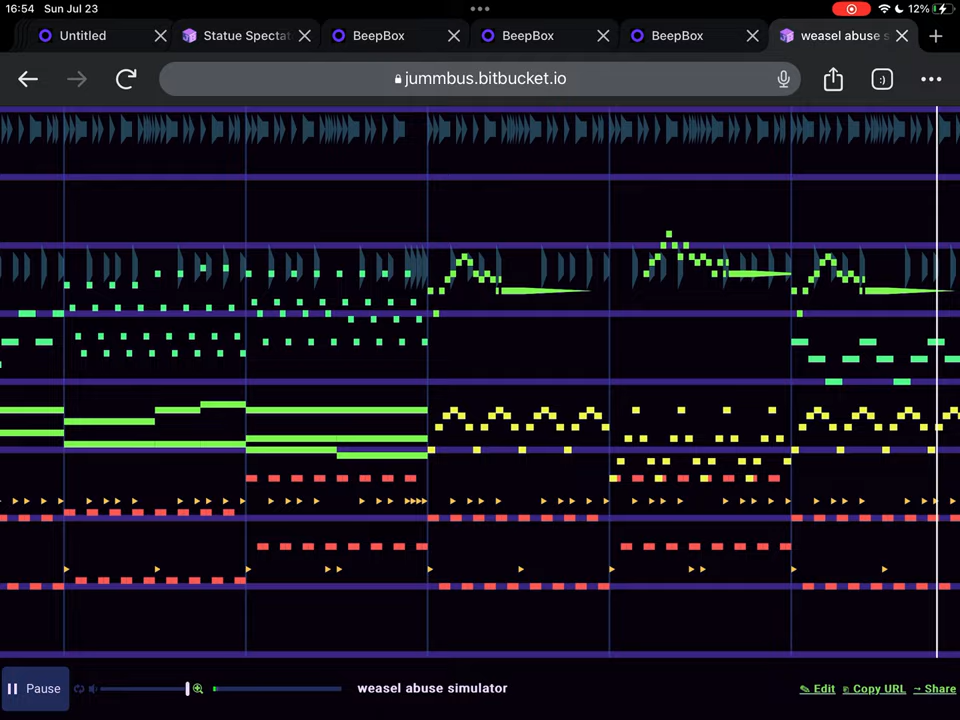 16:54 Sun Jul 23 12%
Untitled Statue Spectat BeepBox BeepBox BeepBox weasel abuse s
jummbus.bitbucket.io
Pause weasel abuse simulator Edit Copy URL Share